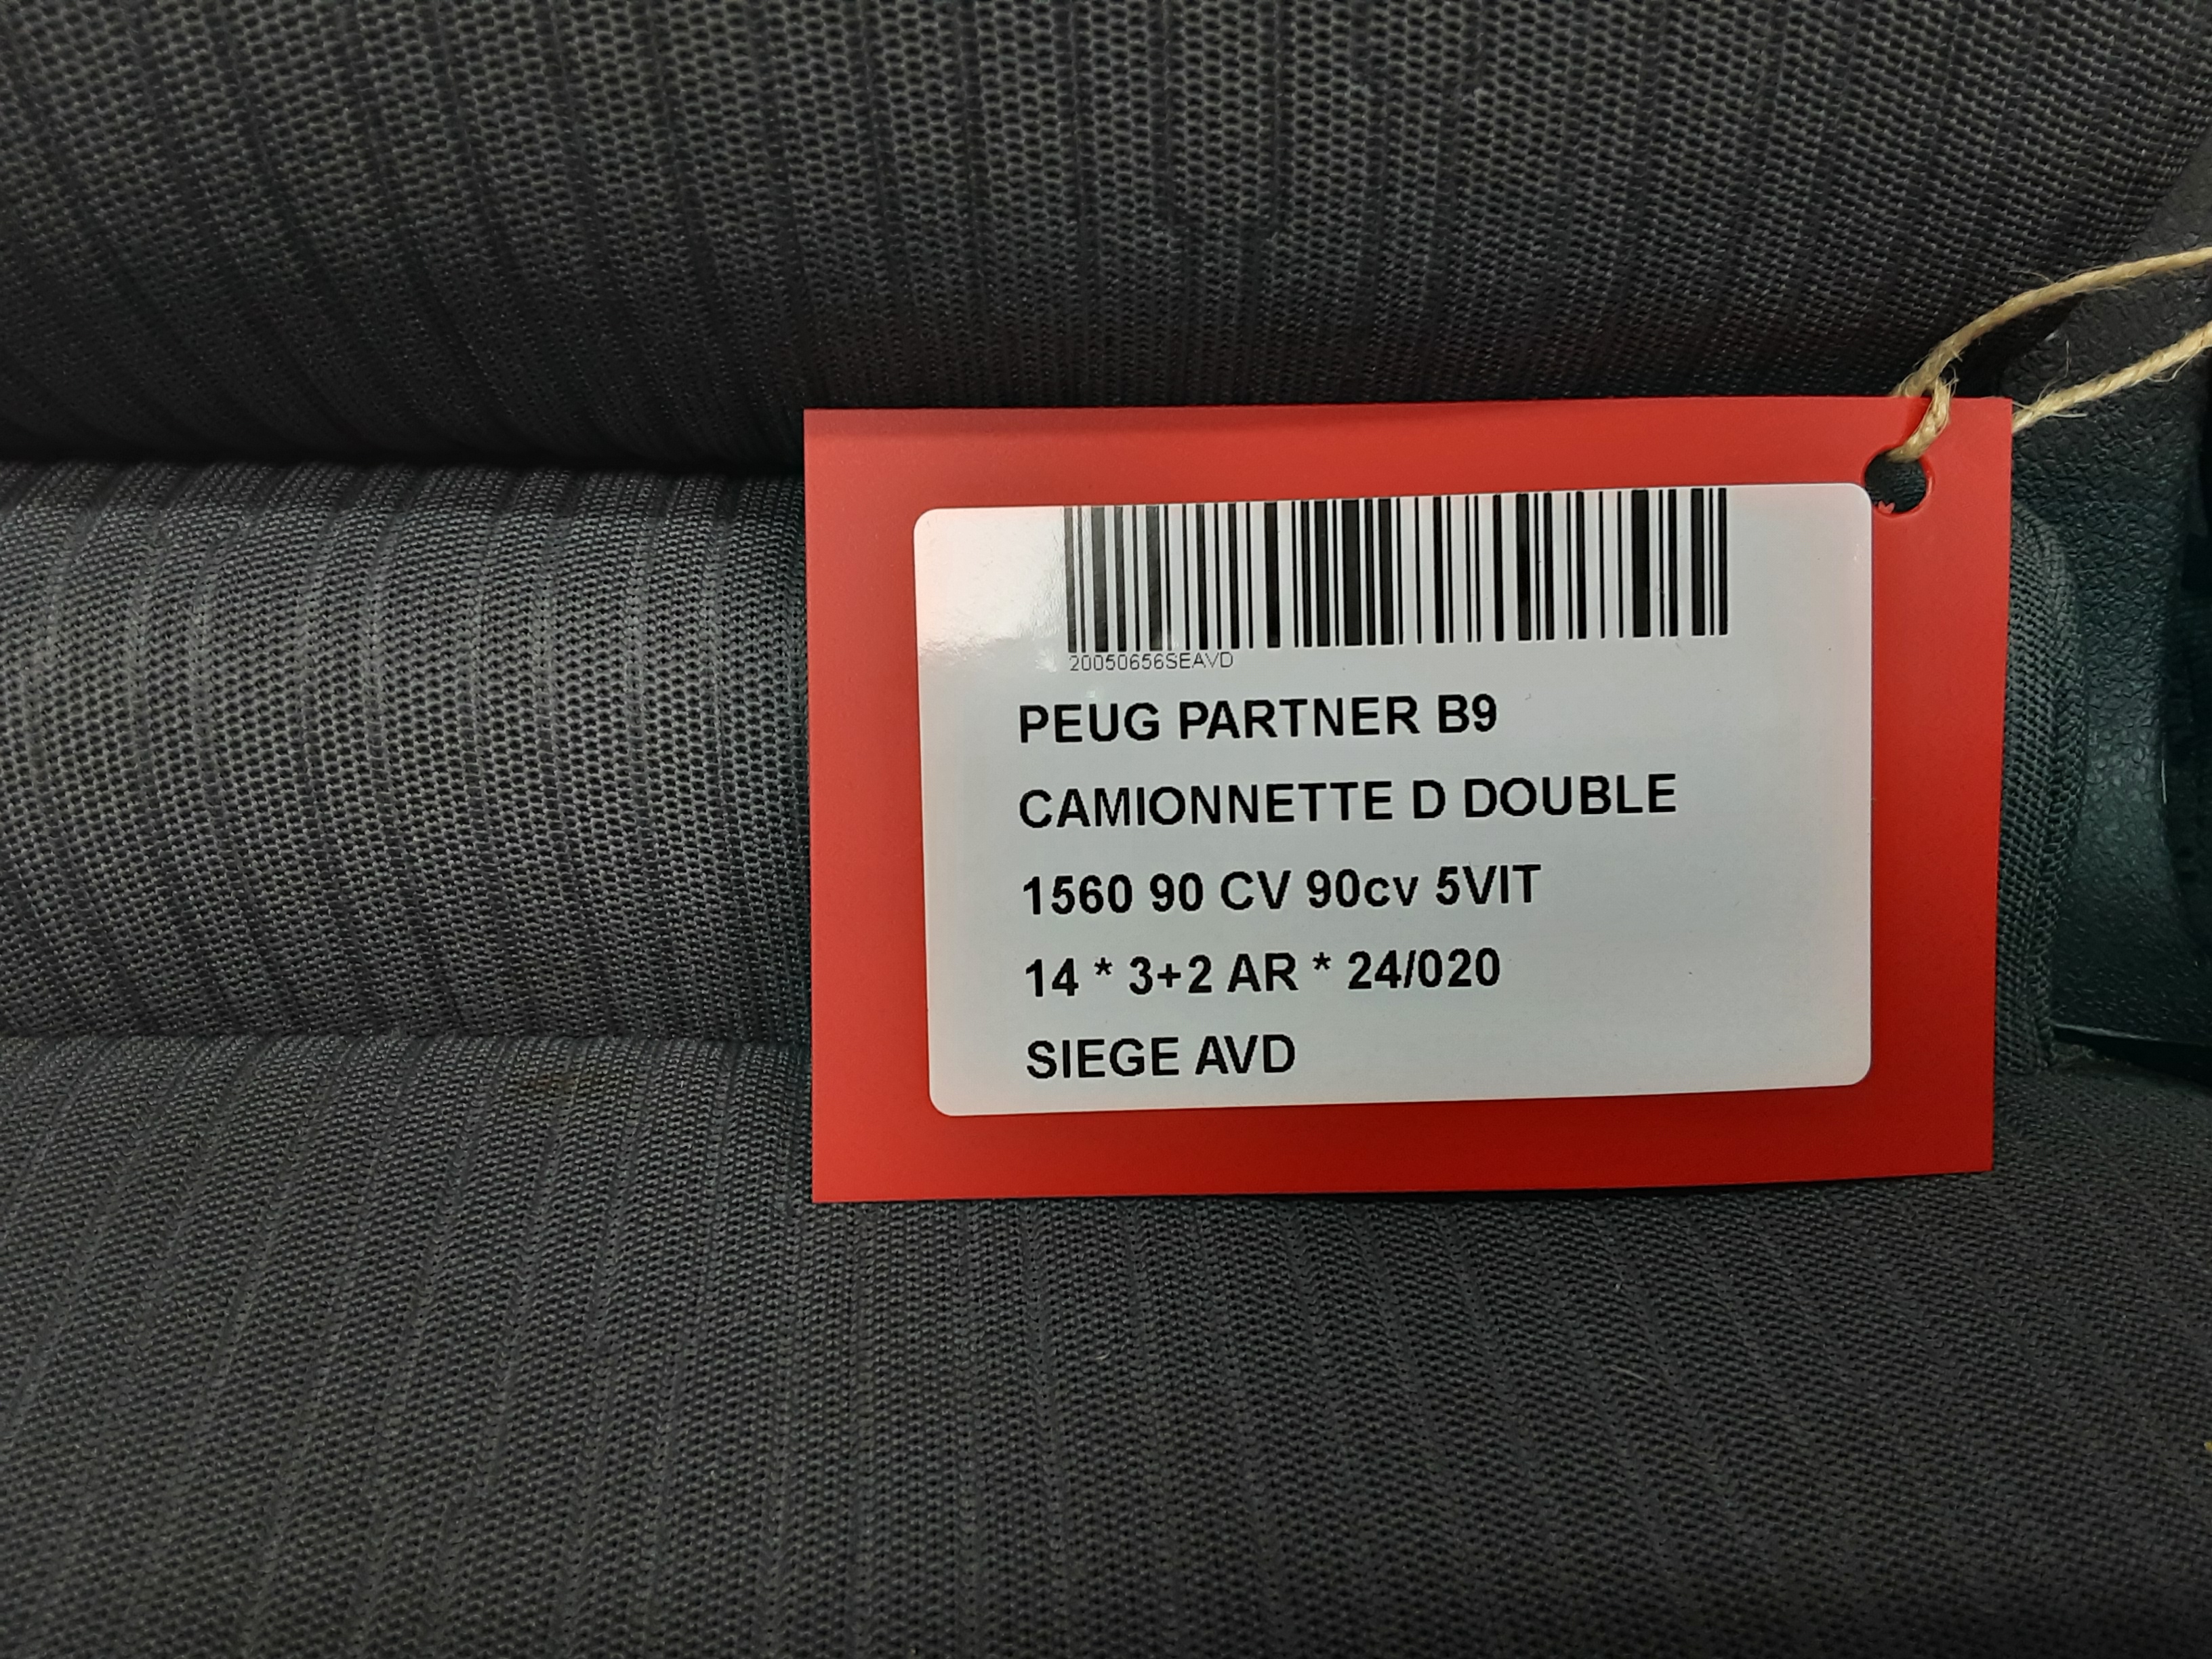 20050656SEAVD
PEUG PARTNER B9
CAMIONNETTE D DOUBLE
1560 90 CV 90cv 5VIT
14 * 3+2 AR * 24/020
SIEGE AVD